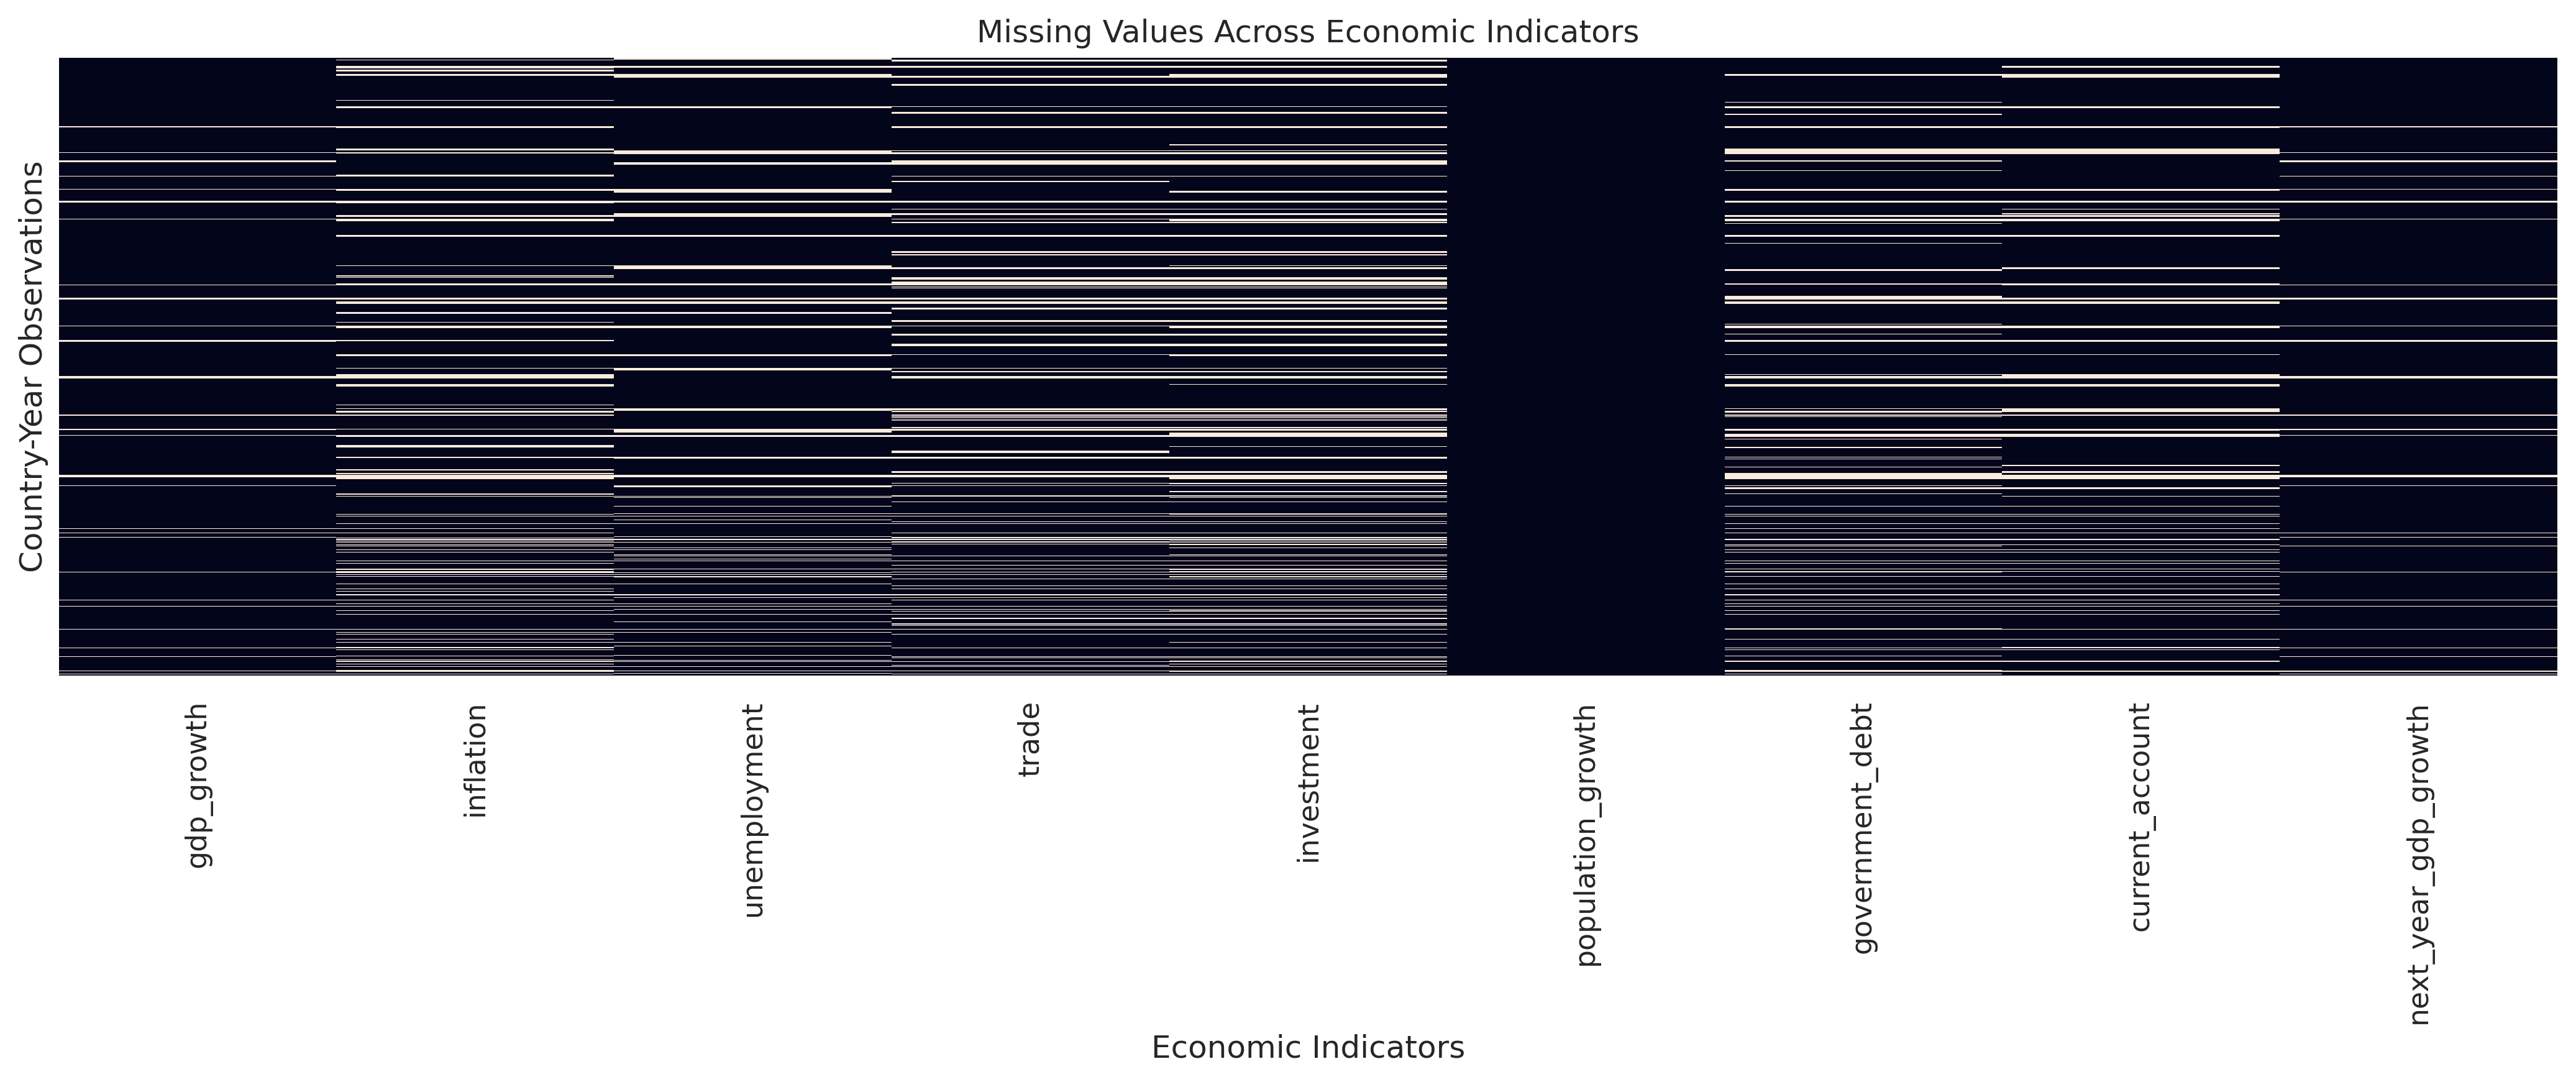 Missing Values Across Economic Indicators
Country-Year Observations
gdp_growth
inflation
unemployment
trade
investment
population_growth
government_debt
current_account
next_year_gdp_growth
Economic Indicators